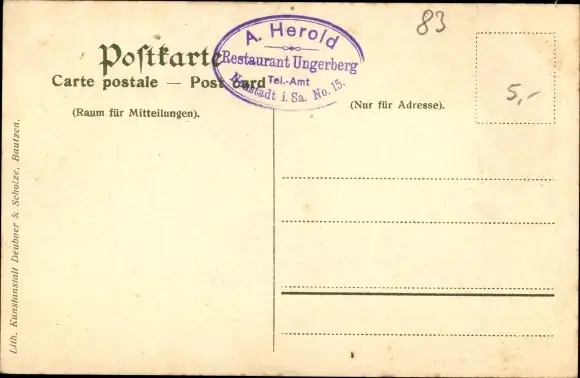 83
A. Herold
Restaurant Ungerberg
Tel.-Amt
Neustadt i. Sa. No. 15.
Postkarte
Carte postale — Post card
(Raum für Mitteilungen).
(Nur für Adresse).
5,-
Lith. Kunstanstalt Deubner & Scholze, Bautzen.